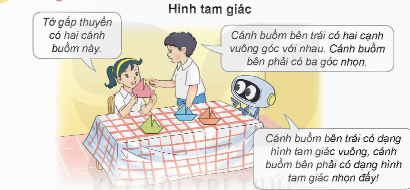 Hình tam giác
Tớ gấp thuyền
có hai cánh
buồm này.
Cánh buồm bên trái có hai cạnh
vuông góc với nhau. Cánh buồm
bên phải có ba góc nhọn.
Cánh buồm bên trái có dạng
hình tam giác vuông, cánh
buồm bên phải có dạng hình
tam giác nhọn đấy!